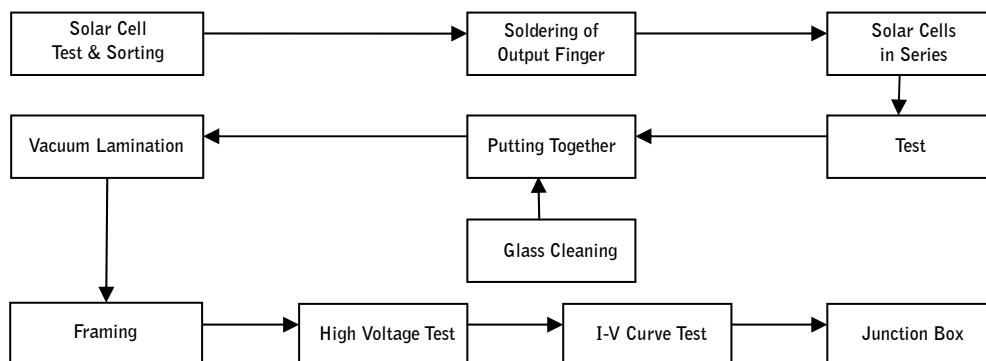 Solar Cell
Test & Sorting
Soldering of
Output Finger
Solar Cells
in Series
Vacuum Lamination
Putting Together
Test
Glass Cleaning
Framing
High Voltage Test
I-V Curve Test
Junction Box